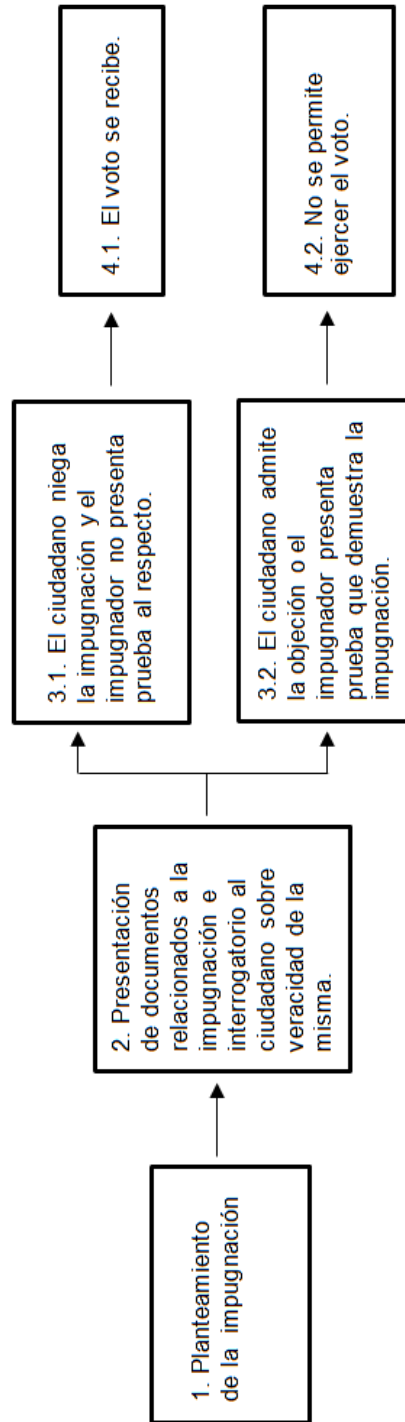 1. Planteamiento
de la impugnación
2. Presentación
de documentos
relacionados a la
impugnación e
interrogatorio al
ciudadano sobre
veracidad de la
misma.
3.1. El ciudadano niega
la impugnación y el
impugnador no presenta
prueba al respecto.
4.1. El voto se recibe.
3.2. El ciudadano admite
la objeción o el
impugnador presenta
prueba que demuestra la
impugnación.
4.2. No se permite
ejercer el voto.